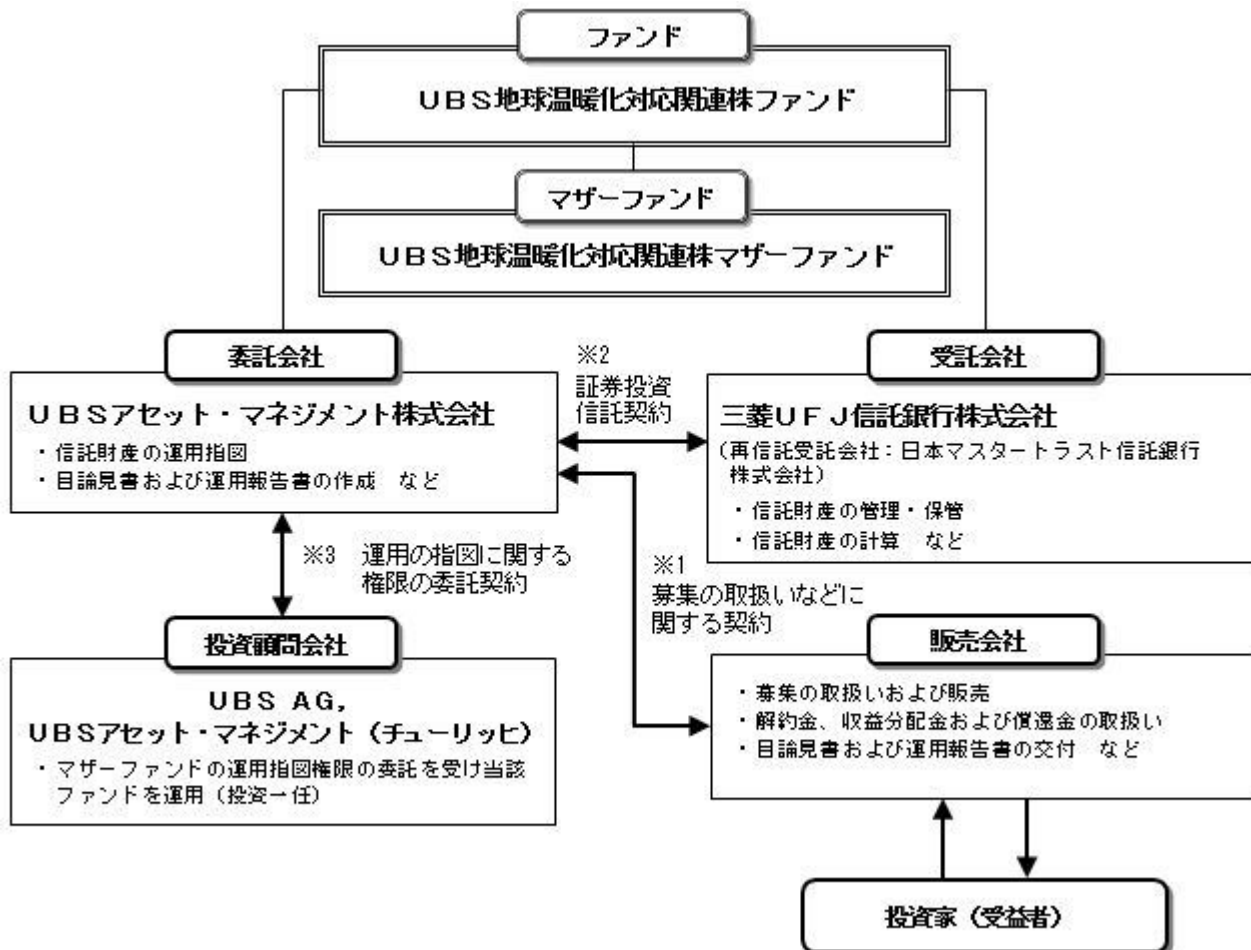 ファンド
UBS地球温暖化対応関連株ファンド
マザーファンド
UBS地球温暖化対応関連株マザーファンド
委託会社
UBSアセット・マネジメント株式会社
・信託財産の運用指図
・目論見書および運用報告書の作成　など
※2
証券投資
信託契約
受託会社
三菱UFJ信託銀行株式会社
(再信託受託会社:日本マスタートラスト信託銀行
株式会社)
・信託財産の管理・保管
・信託財産の計算　など
※3　運用の指図に関する
権限の委託契約
※1
募集の取扱いなどに
関する契約
投資顧問会社
UBS AG,
UBSアセット・マネジメント(チューリッヒ)
・マザーファンドの運用指図権限の委託を受け当該
ファンドを運用(投資一任)
販売会社
・募集の取扱いおよび販売
・解約金、収益分配金および償還金の取扱い
・目論見書および運用報告書の交付　など
投資家(受益者)